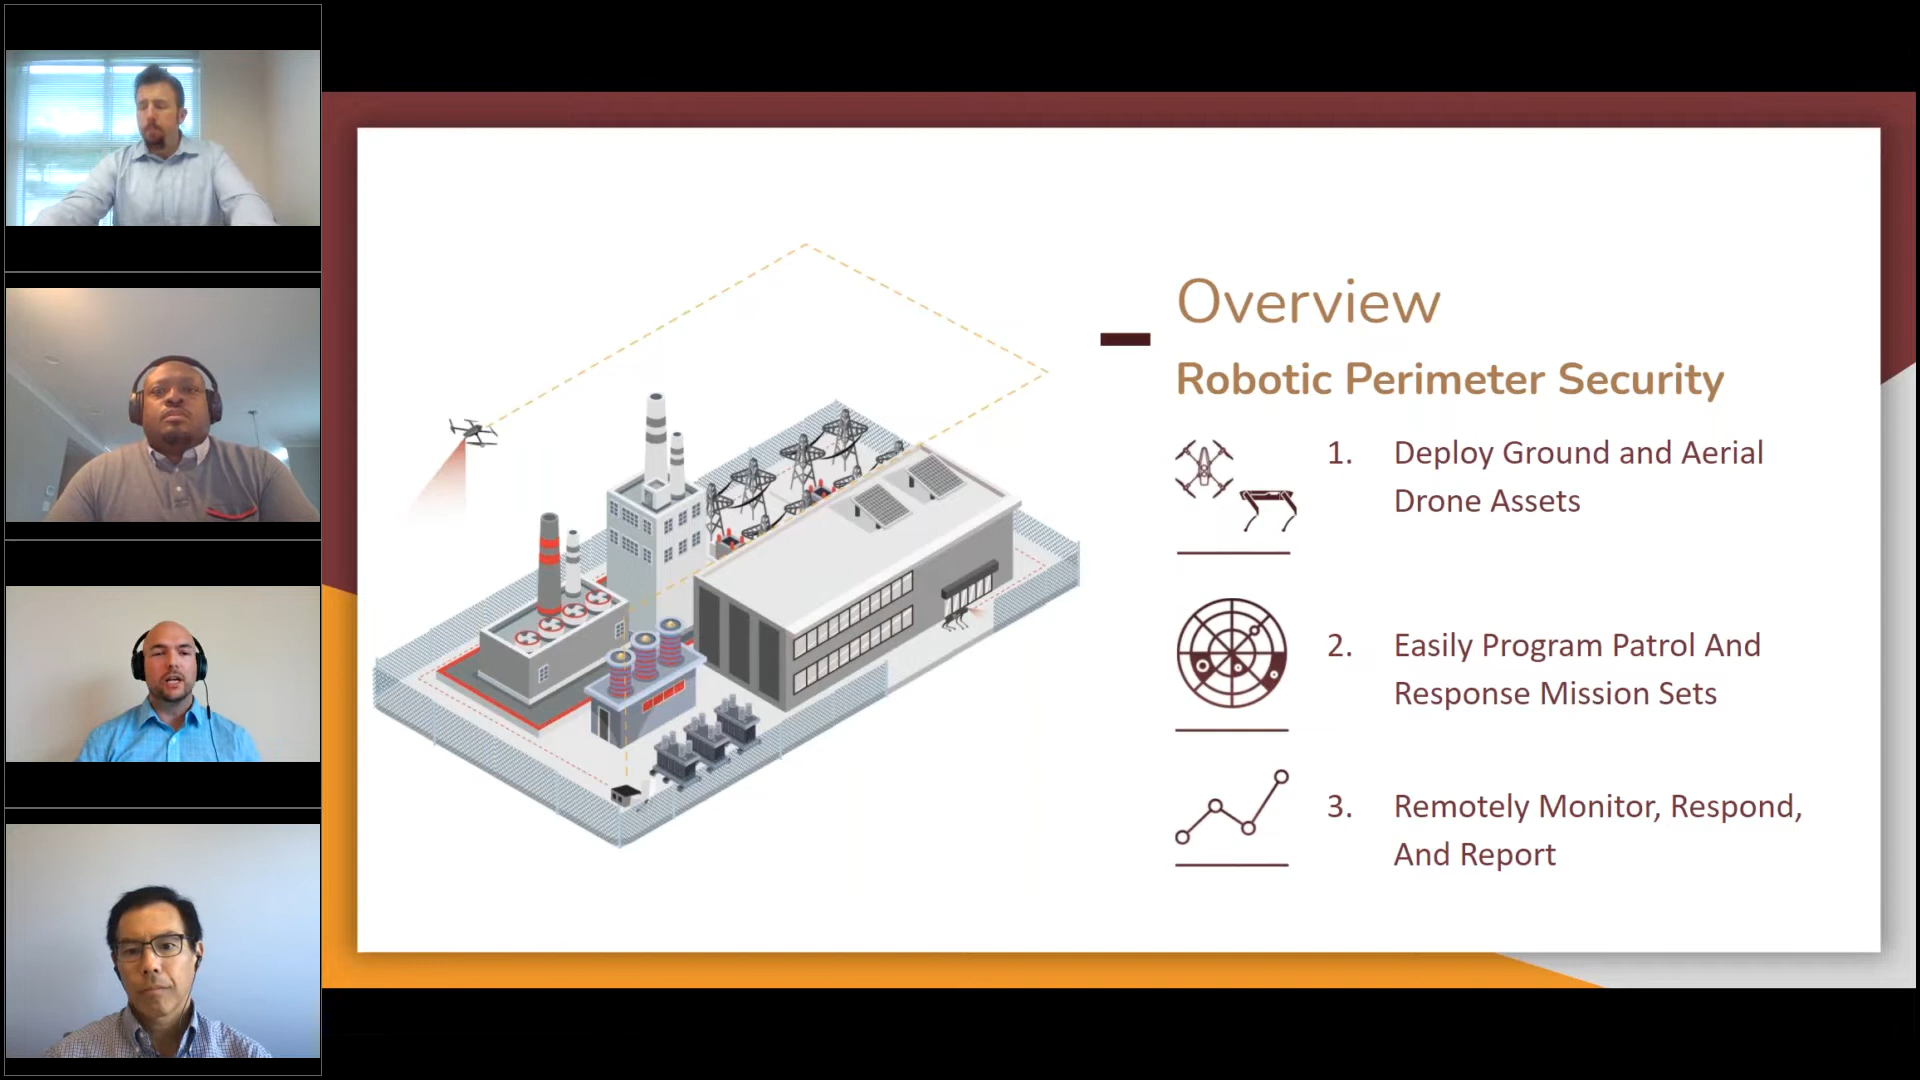 Overview
Robotic Perimeter Security
1. Deploy Ground and Aerial
Drone Assets
2. Easily Program Patrol And
Response Mission Sets
3. Remotely Monitor, Respond,
And Report